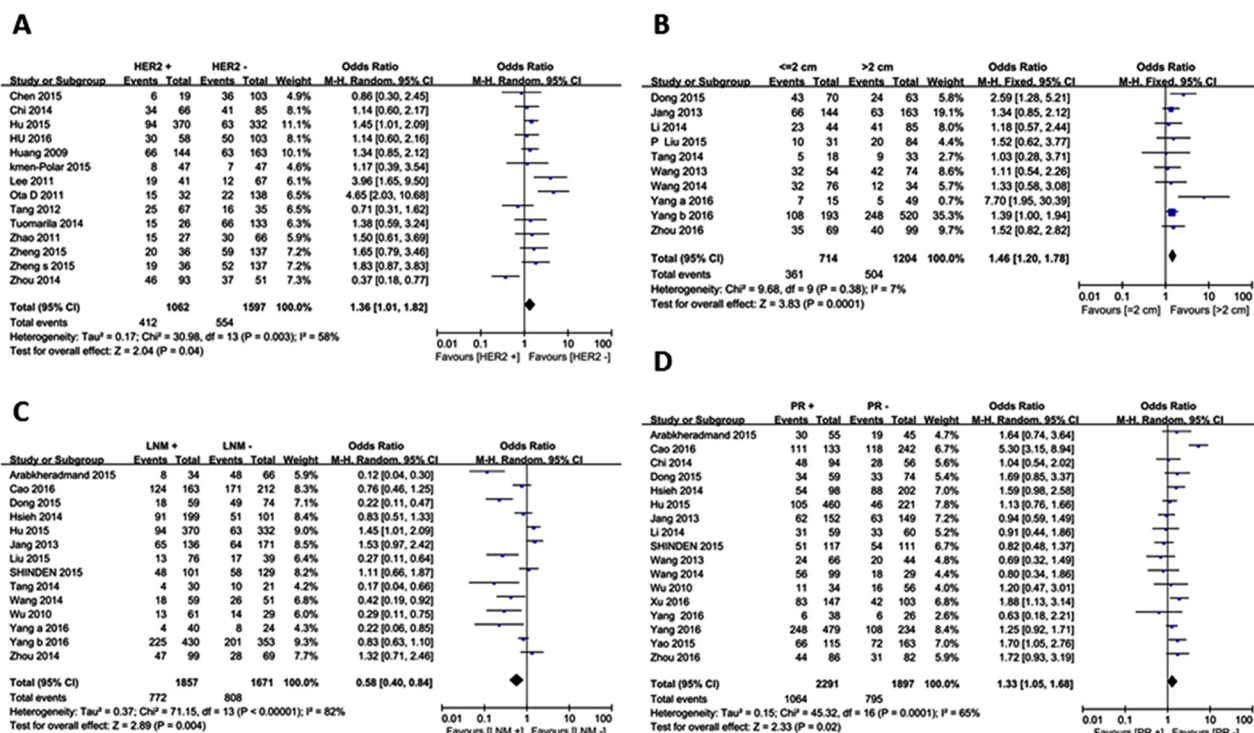 A
HER2 + HER2 - Odds Ratio Odds Ratio
Study or Subgroup Events Total Events Total Weight M-H. Random. 95% CI M-H. Random. 95% CI
Chen 2015 6 19 36 103 4.9% 0.86 [0.30, 2.45]
Chi 2014 34 66 41 85 8.6% 1.14 [0.60, 2.17]
Hu 2015 94 370 63 332 11.1% 1.45 [1.01, 2.09]
HU 2016 30 58 50 103 8.6% 1.14 [0.60, 2.16]
Huang 2009 66 144 63 163 10.1% 1.34 [0.85, 2.12]
kmen-Polar 2015 8 47 7 47 4.5% 1.17 [0.39, 3.54]
Lee 2011 19 41 12 67 6.3% 3.96 [1.65, 9.50]
Ota D 2011 15 32 22 138 6.7% 4.65 [2.03, 10.68]
Tang 2012 25 67 16 35 6.6% 0.71 [0.31, 1.62]
Tuomarila 2014 15 26 66 133 6.5% 1.38 [0.59, 3.24]
Zhao 2011 15 27 30 66 6.1% 1.50 [0.61, 3.69]
Zheng 2015 20 36 59 137 7.2% 1.65 [0.79, 3.46]
Zheng s 2015 19 36 52 137 7.2% 1.83 [0.87, 3.83]
Zhou 2014 46 93 37 51 7.2% 0.37 [0.18, 0.77]
Total (95% CI) 1062 1597 100.0% 1.36 [1.01, 1.82]
Total events 412 554
Heterogeneity: Tau² = 0.17; Chi² = 30.98, df = 13 (P = 0.003); I² = 58%
Test for overall effect: Z = 2.04 (P = 0.04)
0.01 0.1 1 10 100
Favours [HER2 +] Favours [HER2 -]
B
<=2 cm >2 cm Odds Ratio Odds Ratio
Study or Subgroup Events Total Events Total Weight M-H. Fixed. 95% CI M-H. Fixed. 95% CI
Dong 2015 43 70 24 63 5.8% 2.59 [1.28, 5.21]
Jang 2013 66 144 63 163 19.1% 1.34 [0.85, 2.12]
Li 2014 23 44 41 85 8.2% 1.18 [0.57, 2.44]
P Liu 2015 10 31 20 84 4.3% 1.52 [0.62, 3.77]
Tang 2014 5 18 9 33 2.7% 1.03 [0.28, 3.71]
Wang 2013 32 54 42 74 8.6% 1.11 [0.54, 2.26]
Wang 2014 32 76 12 34 5.7% 1.33 [0.58, 3.08]
Yang a 2016 7 15 5 49 0.7% 7.70 [1.95, 30.39]
Yang b 2016 108 193 248 520 35.3% 1.39 [1.00, 1.94]
Zhou 2016 35 69 40 99 9.6% 1.52 [0.82, 2.82]
Total (95% CI) 714 1204 100.0% 1.46 [1.20, 1.78]
Total events 361 504
Heterogeneity: Chi² = 9.68, df = 9 (P = 0.38); I² = 7%
Test for overall effect: Z = 3.83 (P = 0.0001)
0.01 0.1 1 10 100
Favours [=2 cm] Favours [>2 cm]
C
LNM + LNM - Odds Ratio Odds Ratio
Study or Subgroup Events Total Events Total Weight M-H. Random. 95% CI M-H. Random. 95% CI
Arabkheradmand 2015 8 34 48 66 5.9% 0.12 [0.04, 0.30]
Cao 2016 124 163 171 212 8.3% 0.76 [0.46, 1.25]
Dong 2015 18 59 49 74 7.1% 0.22 [0.11, 0.47]
Hsieh 2014 91 199 51 101 8.4% 0.83 [0.51, 1.33]
Hu 2015 94 370 63 332 9.0% 1.45 [1.01, 2.09]
Jang 2013 65 136 64 171 8.5% 1.53 [0.97, 2.42]
Liu 2015 13 76 17 39 6.4% 0.27 [0.11, 0.64]
SHINDEN 2015 48 101 58 129 8.2% 1.11 [0.66, 1.87]
Tang 2014 4 30 10 21 4.1% 0.17 [0.04, 0.66]
Wang 2014 18 59 26 51 6.8% 0.42 [0.19, 0.92]
Wu 2010 13 61 14 29 5.8% 0.29 [0.11, 0.75]
Yang a 2016 4 40 8 24 4.3% 0.22 [0.06, 0.85]
Yang b 2016 225 430 201 353 9.3% 0.83 [0.63, 1.10]
Zhou 2014 47 99 28 69 7.7% 1.32 [0.71, 2.46]
Total (95% CI) 1857 1671 100.0% 0.58 [0.40, 0.84]
Total events 772 808
Heterogeneity: Tau² = 0.37; Chi² = 71.15, df = 13 (P < 0.00001); I² = 82%
Test for overall effect: Z = 2.89 (P = 0.004)
0.01 0.1 1 10 100
Favours [LNM +] Favours [LNM -]
D
PR + PR - Odds Ratio Odds Ratio
Study or Subgroup Events Total Events Total Weight M-H. Random. 95% CI M-H. Random. 95% CI
Arabkheradmand 2015 30 55 19 45 4.7% 1.64 [0.74, 3.64]
Cao 2016 111 133 118 242 6.7% 5.30 [3.15, 8.94]
Chi 2014 48 94 28 56 5.6% 1.04 [0.54, 2.02]
Dong 2015 34 59 33 74 5.4% 1.69 [0.85, 3.37]
Hsieh 2014 54 98 88 202 7.0% 1.59 [0.98, 2.58]
Hu 2015 105 460 46 221 7.9% 1.13 [0.76, 1.66]
Jang 2013 62 152 63 149 7.2% 0.94 [0.59, 1.49]
Li 2014 31 59 33 60 5.2% 0.91 [0.44, 1.86]
SHINDEN 2015 51 117 54 111 6.6% 0.82 [0.48, 1.37]
Wang 2013 24 66 20 44 4.8% 0.69 [0.32, 1.49]
Wang 2014 56 99 18 29 4.4% 0.80 [0.34, 1.86]
Wu 2010 11 34 16 56 4.0% 1.20 [0.47, 3.01]
Xu 2016 83 147 42 103 6.8% 1.88 [1.13, 3.14]
Yang 2016 6 38 6 26 2.6% 0.63 [0.18, 2.21]
Yang 2016 248 479 108 234 8.5% 1.25 [0.92, 1.71]
Yao 2015 66 115 72 163 7.0% 1.70 [1.05, 2.76]
Zhou 2016 44 86 31 82 5.9% 1.72 [0.93, 3.19]
Total (95% CI) 2291 1897 100.0% 1.33 [1.05, 1.68]
Total events 1064 795
Heterogeneity: Tau² = 0.15; Chi² = 45.32, df = 16 (P = 0.0001); I² = 65%
Test for overall effect: Z = 2.33 (P = 0.02)
0.01 0.1 1 10 100
Favours [PR +] Favours [PR -]